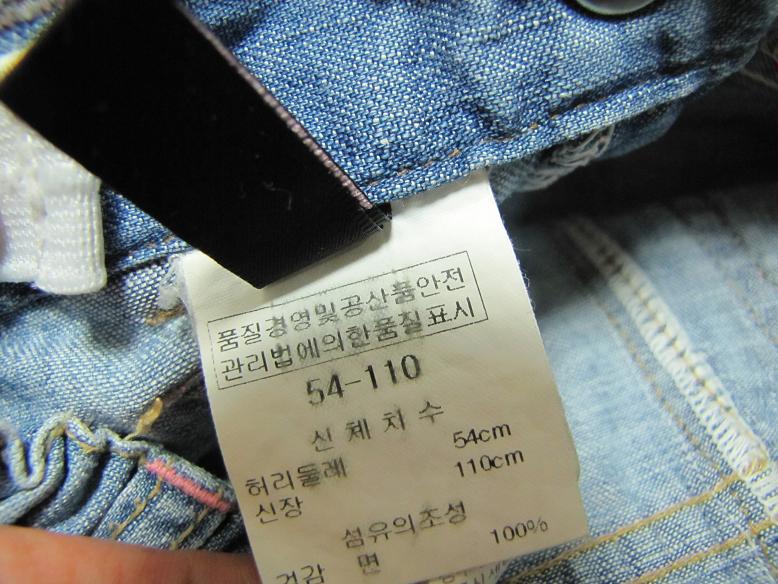 품질경영및공산품안전
관리법에의한품질표시
54-110
신체치수
허리둘레 54cm
신장 110cm
섬유의조성
겉감 면 100%